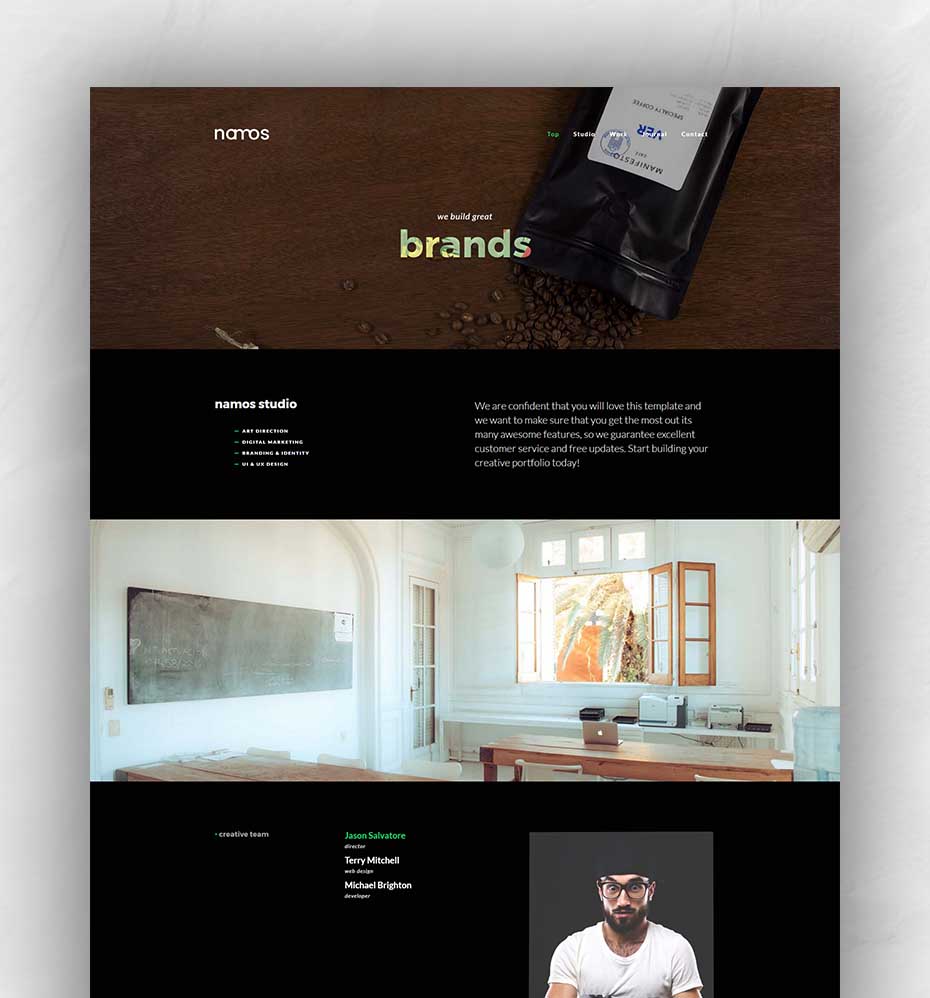 namos
Top Studio Work Journal Contact
SPECIALTY COFFEE
VER
CAFE
MANIFESTO
we build great
brands
namos studio
ART DIRECTION
DIGITAL MARKETING
BRANDING & IDENTITY
UI & UX DESIGN
We are confident that you will love this template and
we want to make sure that you get the most out its
many awesome features, so we guarantee excellent
customer service and free updates. Start building your
creative portfolio today!
creative team
Jason Salvatore
director
Terry Mitchell
web design
Michael Brighton
developer